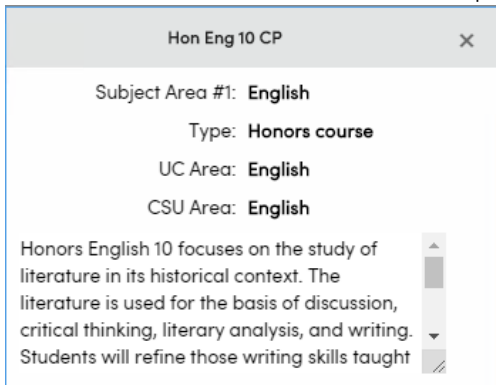 Hon Eng 10 CP ×
Subject Area #1: English
Type: Honors course
UC Area: English
CSU Area: English
Honors English 10 focuses on the study of
literature in its historical context. The
literature is used for the basis of discussion,
critical thinking, literary analysis, and writing.
Students will refine those writing skills taught